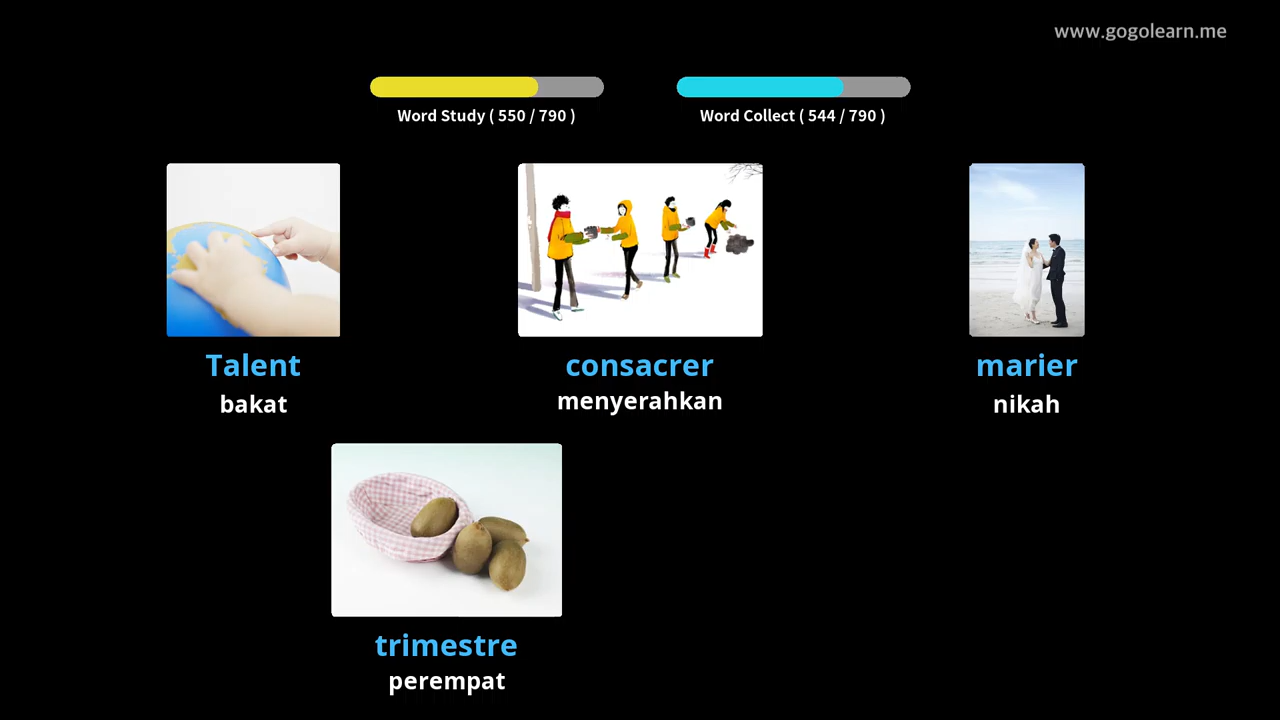 www.gogolearn.me
Word Study ( 550 / 790 )
Word Collect ( 544 / 790 )
Talent
bakat
consacrer
menyerahkan
marier
nikah
trimestre
perempat